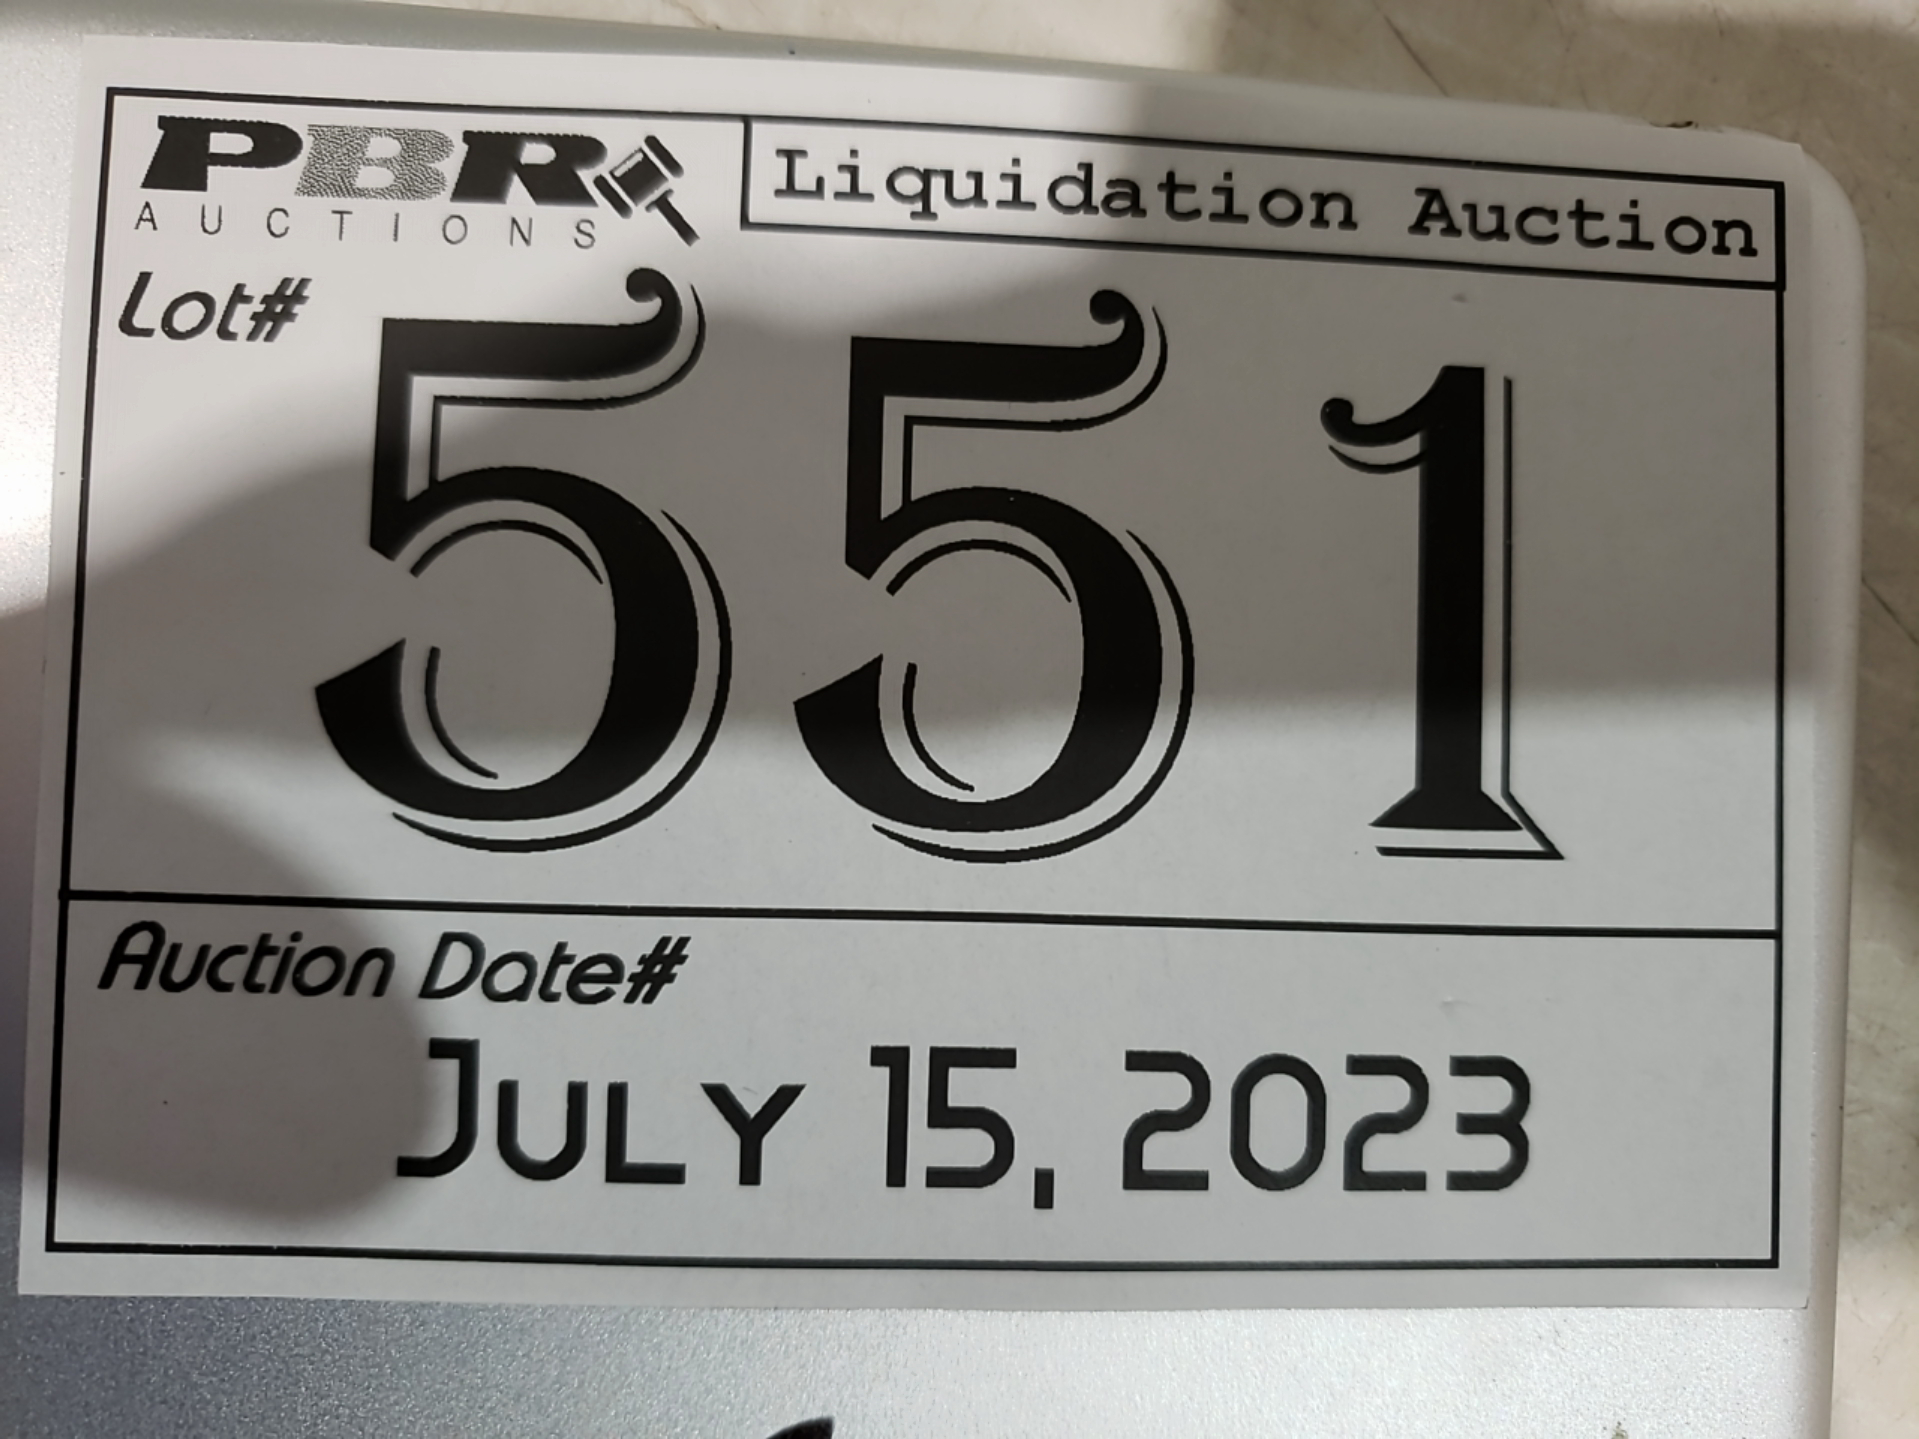 PBR
AUCTIONS
Liquidation Auction
Lot#
551
Auction Date#
JULY 15, 2023